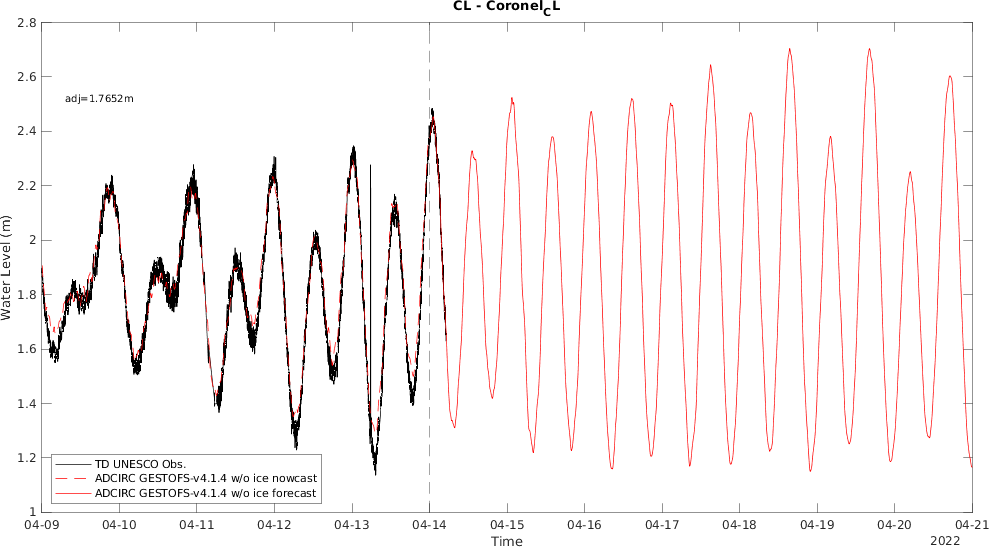 CL - Coronel_CL
2.8
2.6
adj=1.7652m
2.4
2.2
2
Water Level (m)
1.8
1.6
1.4
1.2
1
TD UNESCO Obs.
ADCIRC GESTOFS-v4.1.4 w/o ice nowcast
ADCIRC GESTOFS-v4.1.4 w/o ice forecast
04-09 04-10 04-11 04-12 04-13 04-14 04-15 04-16 04-17 04-18 04-19 04-20 04-21
Time
2022